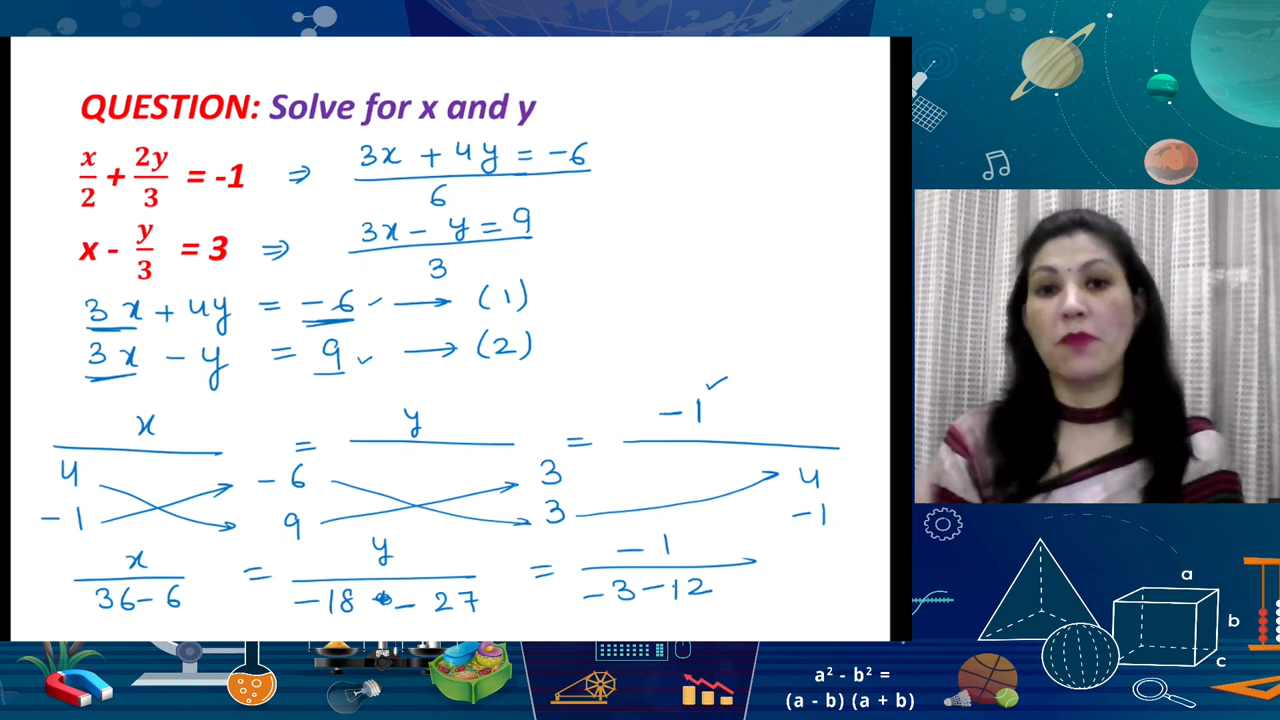 QUESTION: Solve for x and y
x/2 + 2y/3 = -1 ⇒ 3x + 4y = -6 / 6
x - y/3 = 3 ⇒ 3x - y = 9 / 3
3x + 4y = -6 ✓ → (1)
3x - y = 9 ✓ → (2)
x = y = -1 ✓
4 -6 3 4
-1 9 3 -1
x/36-6 = y/-18 - 27 = -1/-3-12
a
b
c
a² - b² =
(a - b) (a + b)